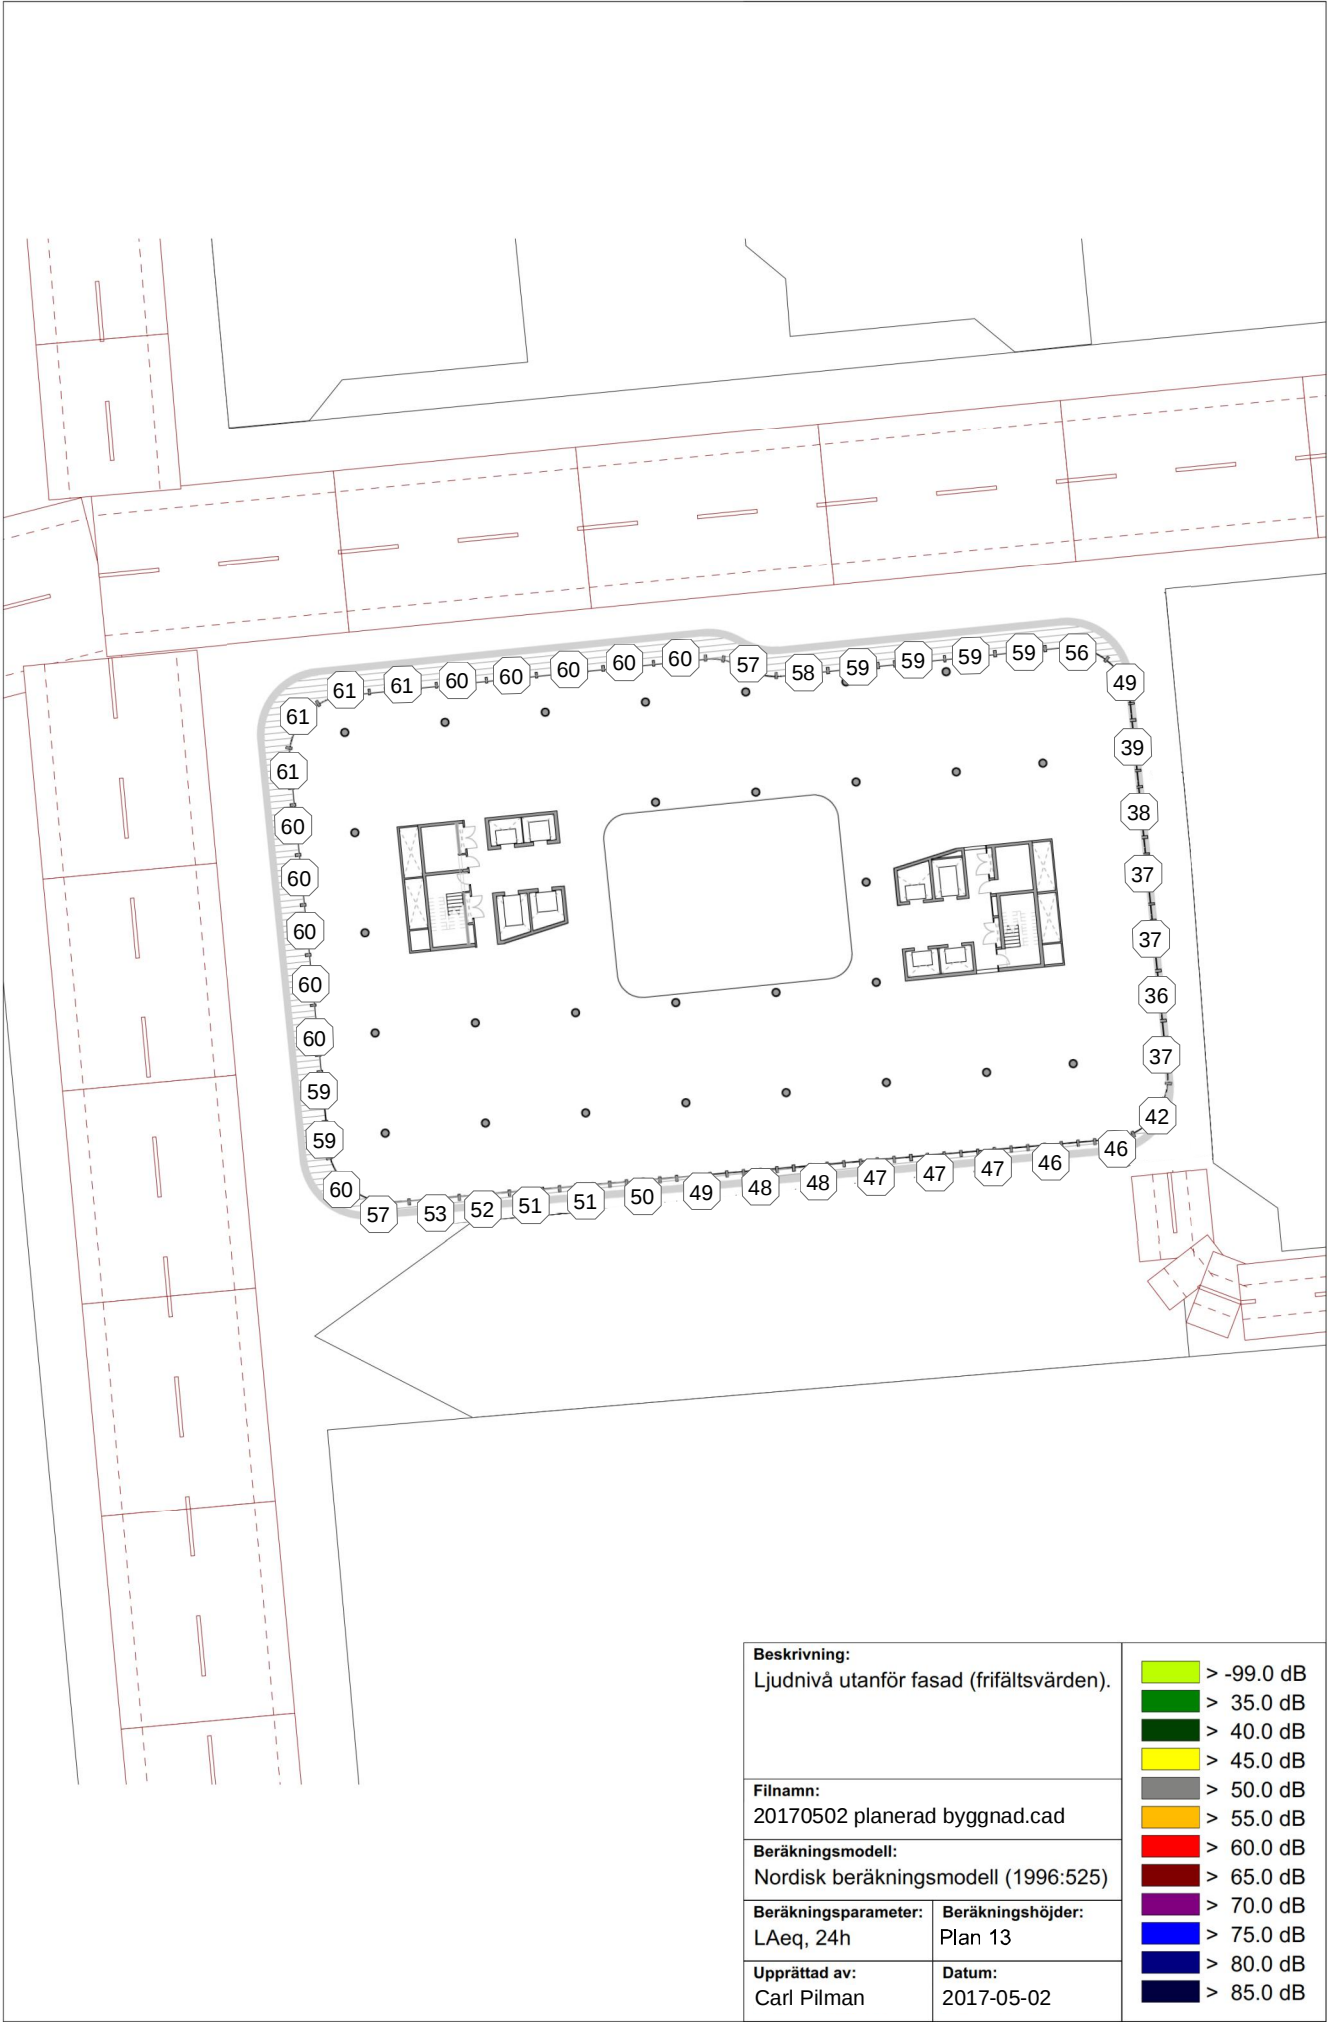 61 61 60 60 60 60 60 57 58 59 59 59 59 56
61 49
61 39
60 38
60 37
60 37
60 36
60 37
59 42
59 46
60 57 53 52 51 51 50 49 48 48 47 47 47 46
Beskrivning:
Ljudnivå utanför fasad (frifältsvärden).
Filnamn:
20170502 planerad byggnad.cad
Beräkningsmodell:
Nordisk beräkningsmodell (1996:525)
Beräkningsparameter: Beräkningshöjder:
LAeq, 24h Plan 13
Upprättad av: Datum:
Carl Pilman 2017-05-02
> -99.0 dB
> 35.0 dB
> 40.0 dB
> 45.0 dB
> 50.0 dB
> 55.0 dB
> 60.0 dB
> 65.0 dB
> 70.0 dB
> 75.0 dB
> 80.0 dB
> 85.0 dB